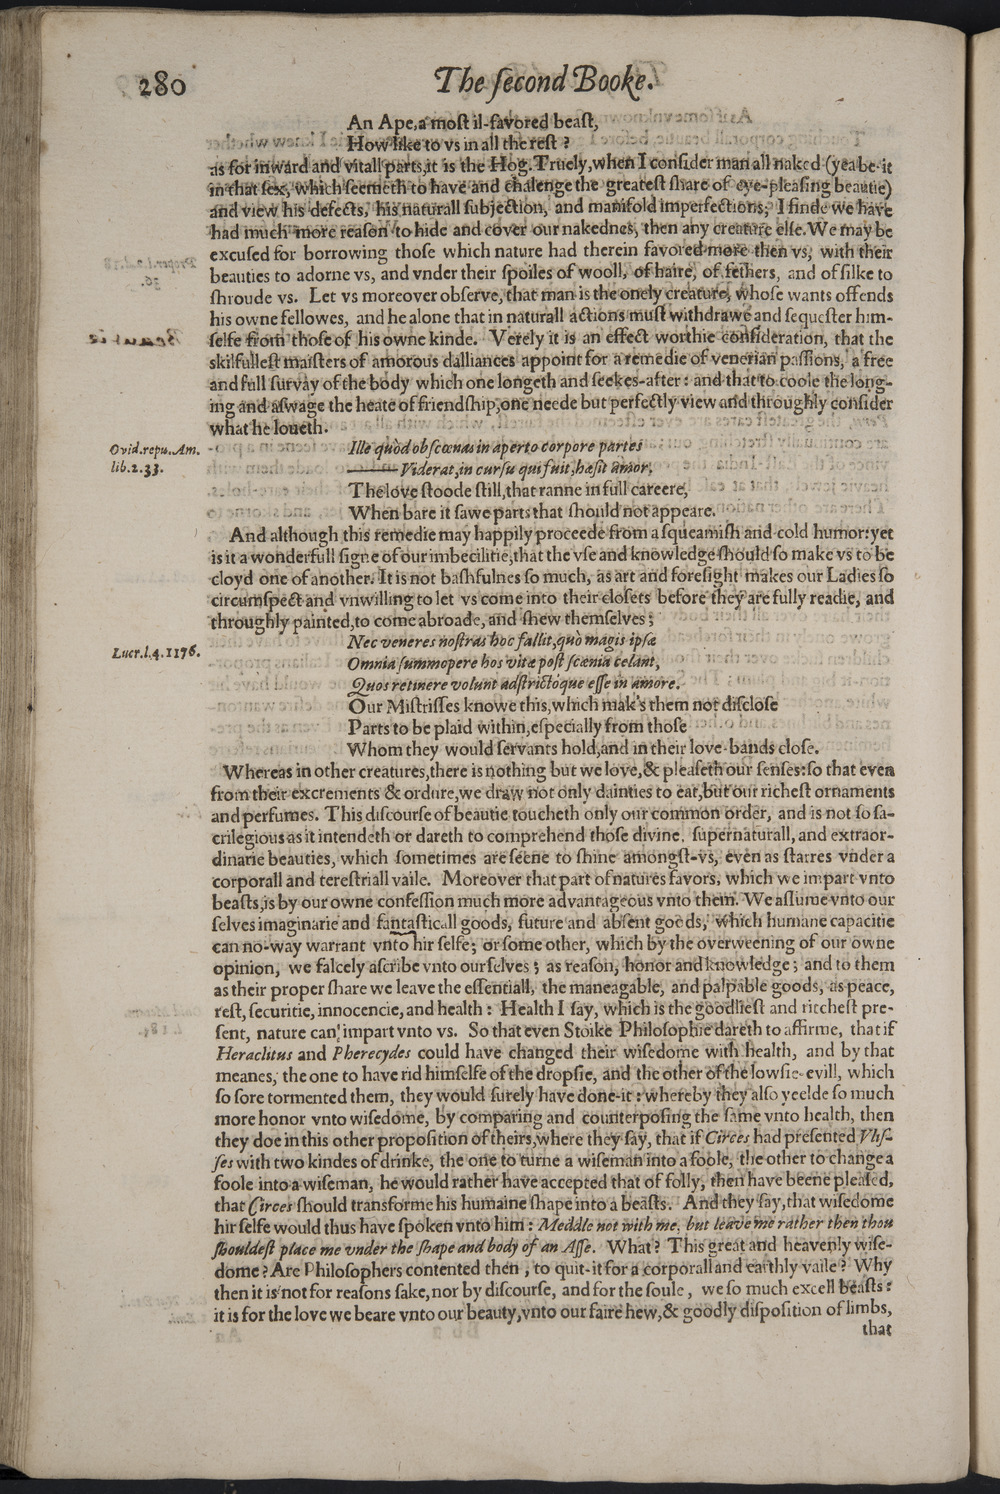 280
The ſecond Booke.
An Ape, a moſt il-favored beaſt,
How like to vs in all the reſt ?
as for inward and vitall parts, it is the Hog. Truely, when I conſider man all naked (yea be-it
in that ſex, which ſeemeth to have and chalenge the greateſt ſhare of eye-pleaſing beautie)
and view his defects, his naturall ſubjection, and manifold imperfections; I finde we have
had much more reaſon to hide and cover our nakednes, then any creature elſe. We may be
excuſed for borrowing thoſe which nature had therein favored more then vs, with their
beauties to adorne vs, and vnder their ſpoiles of wooll, of haire, of fethers, and of ſilke to
ſhroude vs. Let vs moreover obſerve, that man is the onely creature, whoſe wants offends
his owne fellowes, and he alone that in naturall actions muſt withdrawe and ſequeſter him-
ſelfe from thoſe of his owne kinde. Verely it is an effect worthie conſideration, that the
skilfulleſt maiſters of amorous dalliances appoint for a remedie of venerian paſſions, a free
and full ſurvay of the body which one longeth and ſeekes-after : and that to coole the long-
ing and aſwage the heate of friendſhip, one neede but perfectly view and throughly conſider
what he loueth.
Ovid. repu. Am.
lib. 2. 33.
Ille quòd obſcœnas in aperto corpore partes
——— Viderat, in curſu qui fuit, hæſit amor,
The love ſtoode ſtill, that ranne in full careere,
When bare it ſawe parts that ſhould not appeare.
And although this remedie may happily proceede from a ſqueamiſh and cold humor: yet
is it a wonderfull ſigne of our imbecilitie, that the vſe and knowledge ſhould ſo make vs to be
cloyd one of another. It is not baſhfulnes ſo much, as art and foreſight makes our Ladies ſo
circumſpect and vnwilling to let vs come into their cloſets before they are fully readie, and
throughly painted, to come abroade, and ſhew themſelves;
Lucr. l. 4. 1176.
Nec veneres noſtras hoc fallit, quò magis ipſæ
Omnia ſummopere hos vitæ poſt ſcænia celant,
Quos retinere volunt adſtrictóque eſſe in amore.
Our Miſtriſſes knowe this, which mak's them not diſcloſe
Parts to be plaid within, eſpecially from thoſe
Whom they would ſervants hold, and in their love-bands cloſe.
Whereas in other creatures, there is nothing but we love, & pleaſeth our ſenſes: ſo that even
from their excrements & ordure, we draw not only dainties to eat, but our richeſt ornaments
and perfumes. This diſcourſe of beautie toucheth only our common order, and is not ſo ſa-
crilegious as it intendeth or dareth to comprehend thoſe divine, ſupernaturall, and extraor-
dinarie beauties, which ſometimes are ſeene to ſhine amongſt-vs, even as ſtarres vnder a
corporall and tereſtriall vaile. Moreover that part of natures favors, which we impart vnto
beaſts, is by our owne confeſſion much more advantageous vnto them. We aſſume vnto our
ſelves imaginarie and fantaſticall goods, future and abſent goods, which humane capacitie
can no-way warrant vnto hir ſelfe; or ſome other, which by the overweening of our owne
opinion, we falcely aſcribe vnto ourſelves ; as reaſon, honor and knowledge ; and to them
as their proper ſhare we leave the eſſentiall, the maneagable, and palpable goods, as peace,
reſt, ſecuritie, innocencie, and health : Health I ſay, which is the goodlieſt and ritcheſt pre-
ſent, nature can impart vnto vs. So that even Stoike Philoſophie dareth to affirme, that if
Heraclitus and Pherecydes could have changed their wiſedome with health, and by that
meanes, the one to have rid himſelfe of the dropſie, and the other of the lowſie-evill, which
ſo ſore tormented them, they would ſurely have done-it : whereby they alſo yeelde ſo much
more honor vnto wiſedome, by comparing and counterpoſing the ſame vnto health, then
they doe in this other propoſition of theirs, where they ſay, that if Circes had preſented Vliſ-
ſes with two kindes of drinke, the one to turne a wiſeman into a foole, the other to change a
foole into a wiſeman, he would rather have accepted that of folly, then have beene pleaſed,
that Circes ſhould transforme his humaine ſhape into a beaſts. And they ſay, that wiſedome
hir ſelfe would thus have ſpoken vnto him : Meddle not with me, but leave me rather then thou
ſhouldeſt place me vnder the ſhape and body of an Aſſe. What? This great and heavenly wiſe-
dome? Are Philoſophers contented then, to quit-it for a corporall and earthly vaile? Why
then it is not for reaſons ſake, nor by diſcourſe, and for the ſoule, we ſo much excell beaſts :
it is for the love we beare vnto our beauty, vnto our faire hew, & goodly diſpoſition of limbs,
that